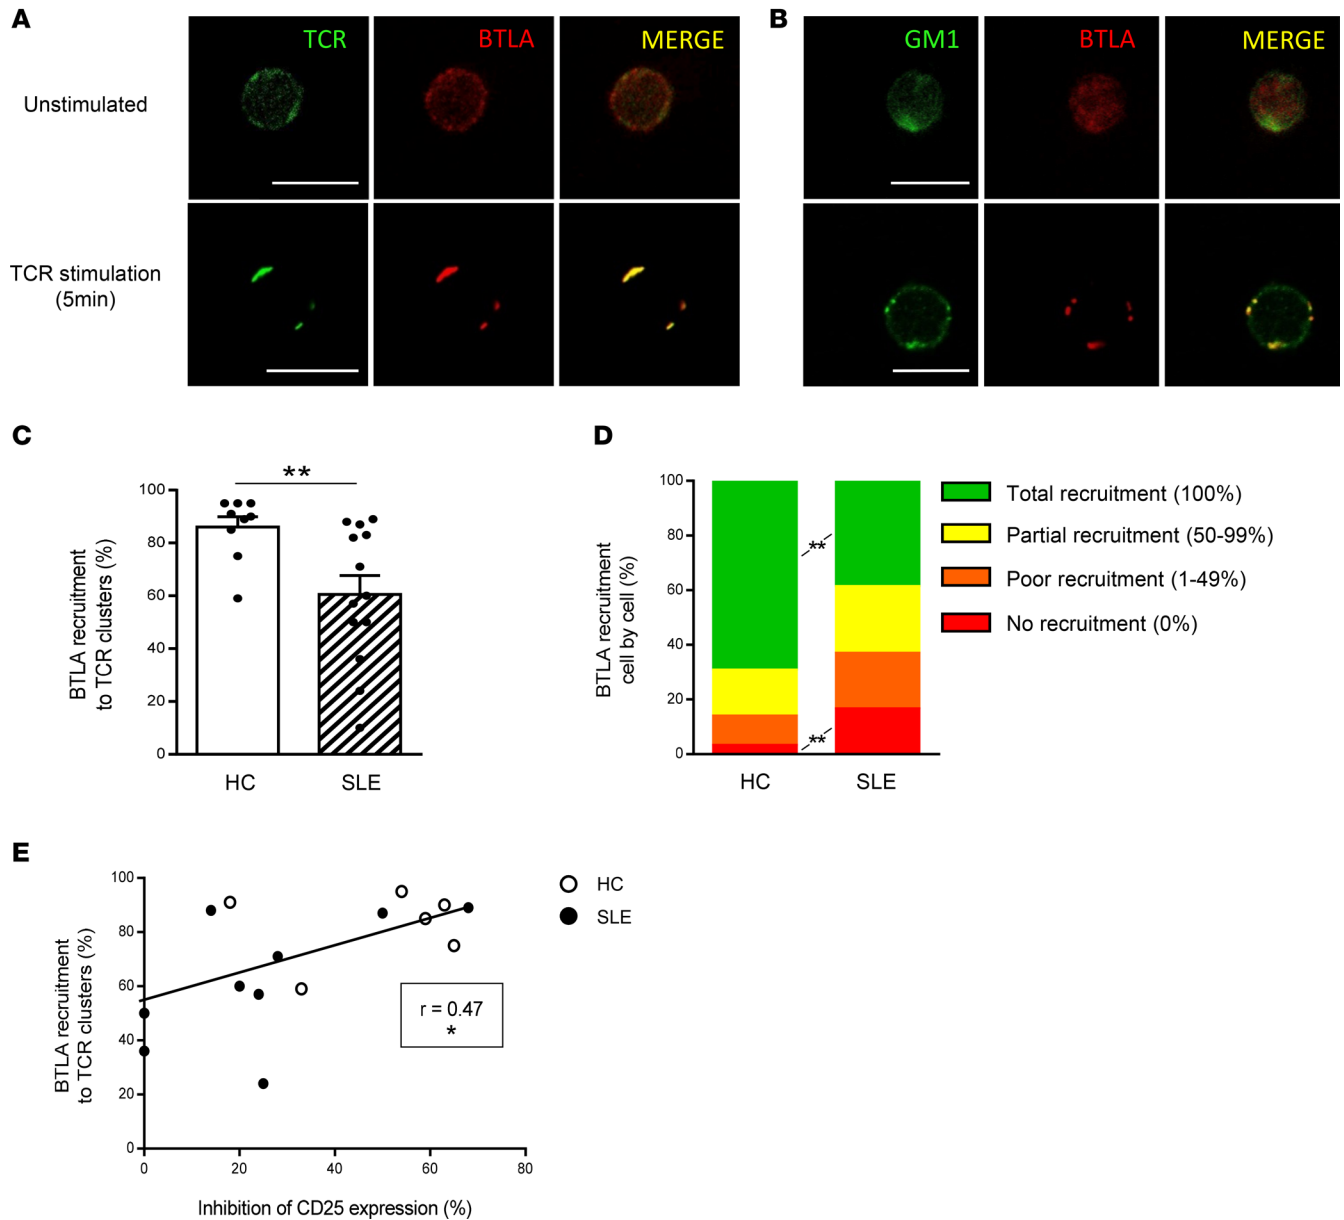 A
TCR
BTLA
MERGE
Unstimulated
TCR stimulation
(5min)
B
GM1
BTLA
MERGE
C
**
100
80
60
40
20
0
BTLA recruitment
to TCR clusters (%)
HC
SLE
D
100
80
60
40
20
0
BTLA recruitment
cell by cell (%)
**
**
HC
SLE
Total recruitment (100%)
Partial recruitment (50-99%)
Poor recruitment (1-49%)
No recruitment (0%)
E
100
80
60
40
20
0
BTLA recruitment
to TCR clusters (%)
0
20
40
60
80
Inhibition of CD25 expression (%)
r = 0.47
*
HC
SLE